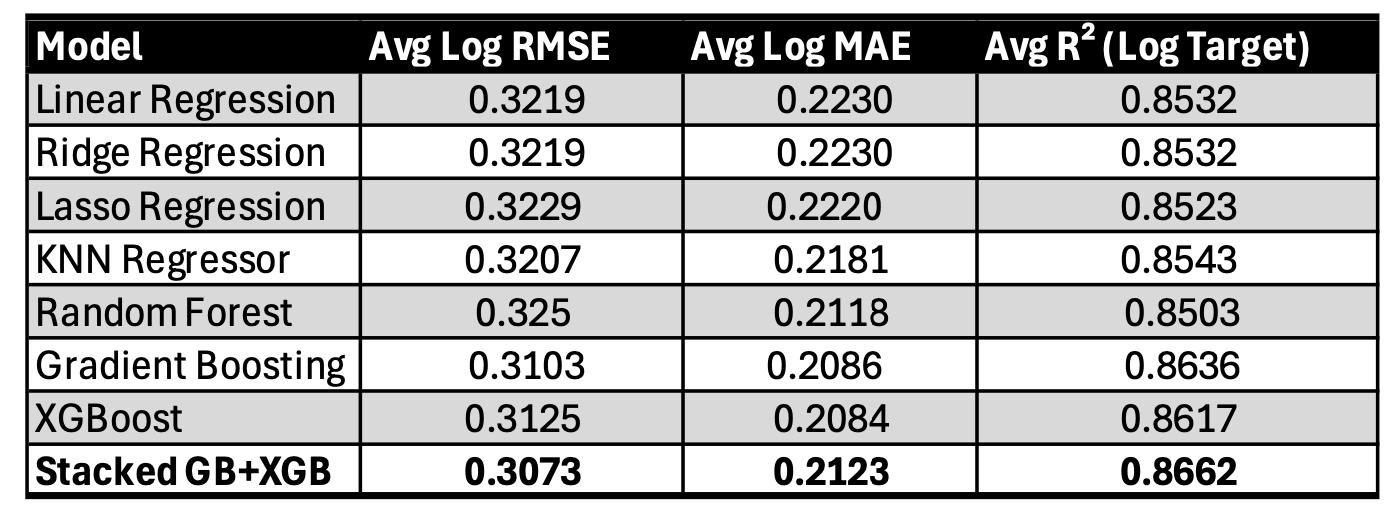 Model Avg Log RMSE Avg Log MAE Avg R² (Log Target)
Linear Regression 0.3219 0.2230 0.8532
Ridge Regression 0.3219 0.2230 0.8532
Lasso Regression 0.3229 0.2220 0.8523
KNN Regressor 0.3207 0.2181 0.8543
Random Forest 0.325 0.2118 0.8503
Gradient Boosting 0.3103 0.2086 0.8636
XGBoost 0.3125 0.2084 0.8617
Stacked GB+XGB 0.3073 0.2123 0.8662